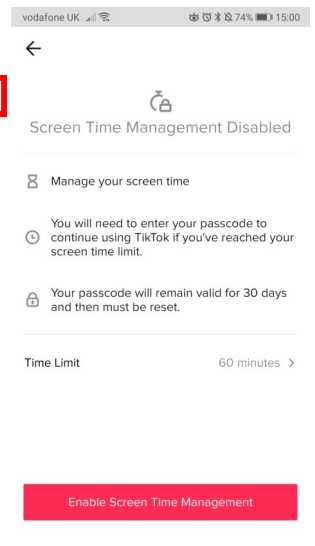 vodafone UK 74% 15:00
Screen Time Management Disabled
Manage your screen time
You will need to enter your passcode to
continue using TikTok if you've reached your
screen time limit.
Your passcode will remain valid for 30 days
and then must be reset.
Time Limit 60 minutes >
Enable Screen Time Management